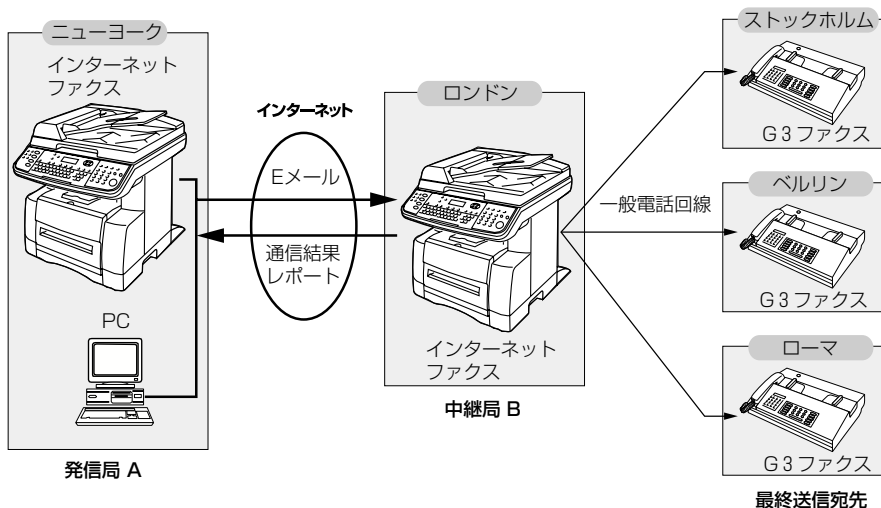 ニューヨーク
インターネット
ファクス
PC
発信局 A
インターネット
Eメール
通信結果
レポート
ロンドン
インターネット
ファクス
中継局 B
一般電話回線
ストックホルム
G3ファクス
ベルリン
G3ファクス
ローマ
G3ファクス
最終送信宛先